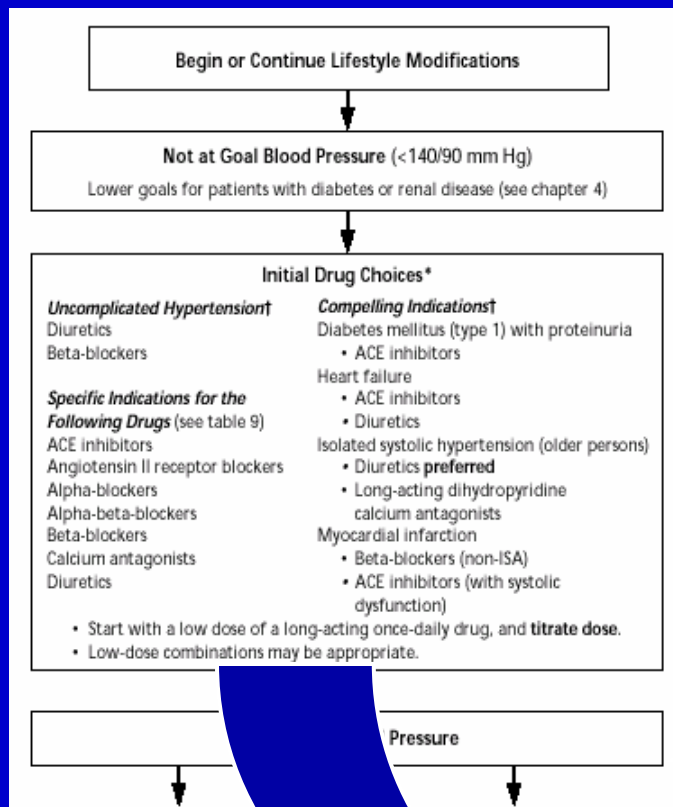 Begin or Continue Lifestyle Modifications
Not at Goal Blood Pressure (<140/90 mm Hg)
Lower goals for patients with diabetes or renal disease (see chapter 4)
Initial Drug Choices*
Uncomplicated Hypertension†
Diuretics
Beta-blockers
Specific Indications for the
Following Drugs (see table 9)
ACE inhibitors
Angiotensin II receptor blockers
Alpha-blockers
Alpha-beta-blockers
Beta-blockers
Calcium antagonists
Diuretics
Compelling Indications†
Diabetes mellitus (type 1) with proteinuria
• ACE inhibitors
Heart failure
• ACE inhibitors
• Diuretics
Isolated systolic hypertension (older persons)
• Diuretics preferred
• Long-acting dihydropyridine
calcium antagonists
Myocardial infarction
• Beta-blockers (non-ISA)
• ACE inhibitors (with systolic
dysfunction)
• Start with a low dose of a long-acting once-daily drug, and titrate dose.
• Low-dose combinations may be appropriate.
Pressure